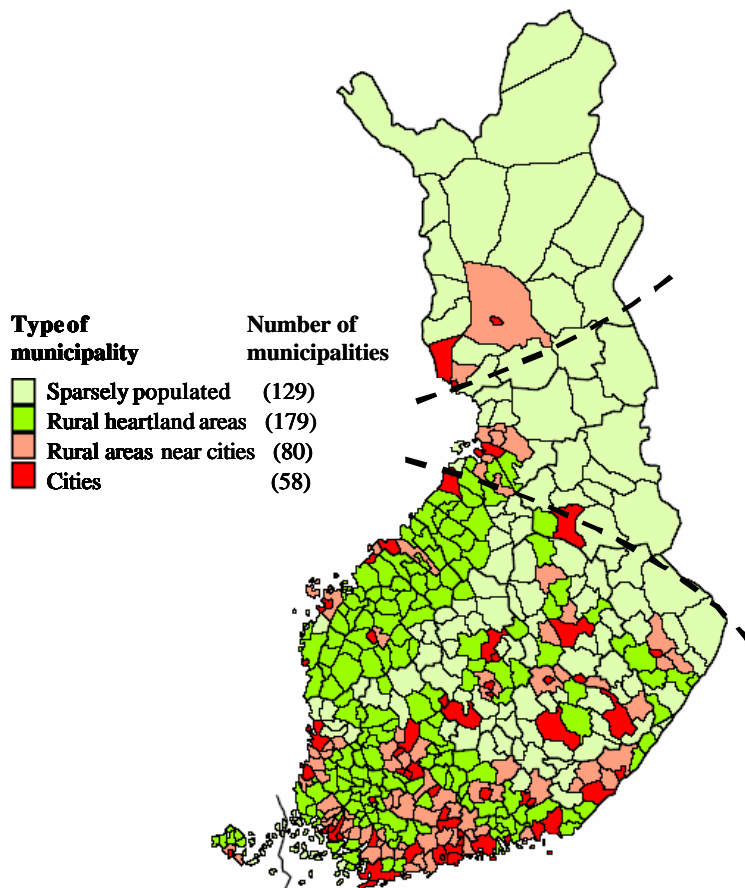 Type of Number of
municipality municipalities
Sparsely populated (129)
Rural heartland areas (179)
Rural areas near cities (80)
Cities (58)